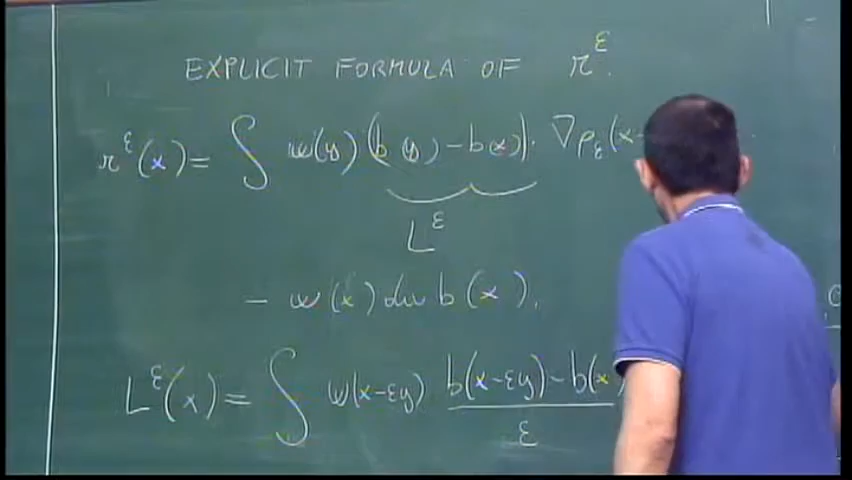 EXPLICIT FORMULA OF r^ε.
r^ε(x) = ∫ w(y) (b(y) - b(x)) · ∇ρ_ε(x-
L^ε
- w(x) div b(x).
L^ε(x) = ∫ w(x-εy) b(x-εy) - b(x) / ε